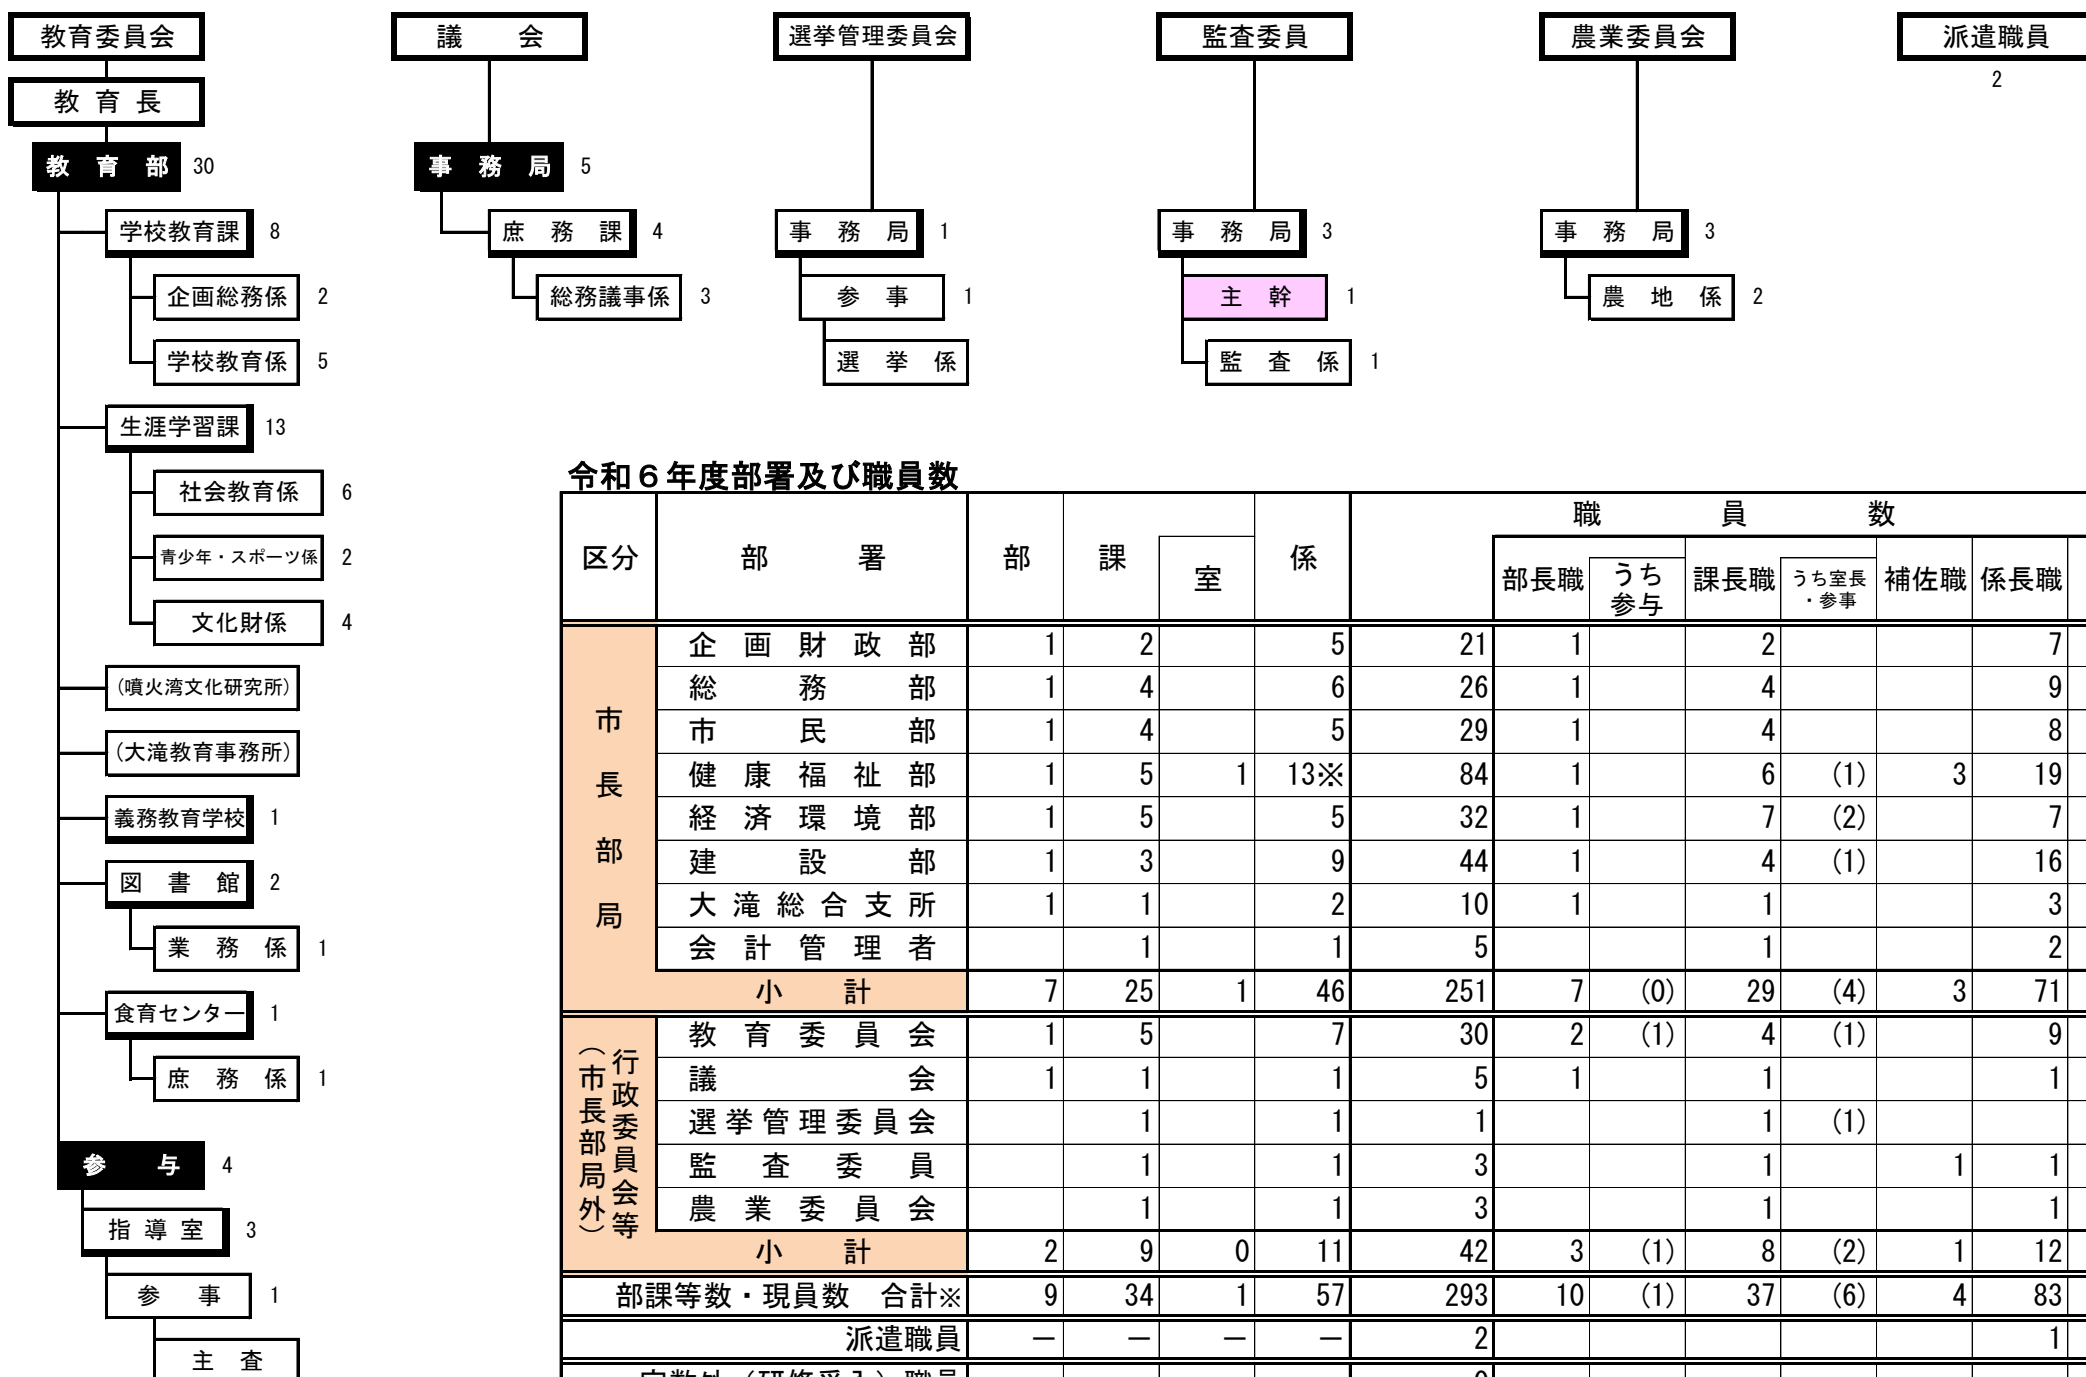 教育委員会 議 会 選挙管理委員会 監査委員 農業委員会 派遣職員
2
教 育 長
教 育 部 30 事 務 局 5
学校教育課 8 庶 務 課 4 事 務 局 1 事 務 局 3 事 務 局 3
企画総務係 2 総務議事係 3 参 事 1 主 幹 1 農 地 係 2
学校教育係 5 選 挙 係 監 査 係 1
生涯学習課 13
社会教育係 6
青少年・スポーツ係 2
文化財係 4
(噴火湾文化研究所)
(大滝教育事務所)
義務教育学校 1
図 書 館 2
業 務 係 1
食育センター 1
庶 務 係 1
参 与 4
指 導 室 3
参 事 1
主 査
令和6年度部署及び職員数
区分 部 署 部 課 室 係 職 員 数
部長職 うち参与 課長職 うち室長・参事 補佐職 係長職
市長部局
企画財政部 1 2 5 21 1 2 7
総務部 1 4 6 26 1 4 9
市民部 1 4 5 29 1 4 8
健康福祉部 1 5 1 13※ 84 1 6 (1) 3 19
経済環境部 1 5 5 32 1 7 (2) 7
建設部 1 3 9 44 1 4 (1) 16
大滝総合支所 1 1 2 10 1 1 3
会計管理者 1 1 5 1 2
小 計 7 25 1 46 251 7 (0) 29 (4) 3 71
行政委員会等
(市長部局外)
教育委員会 1 5 7 30 2 (1) 4 (1) 9
議会 1 1 1 5 1 1 1
選挙管理委員会 1 1 1 1 (1)
監査委員 1 1 3 1 1 1
農業委員会 1 1 3 1 1
小 計 2 9 0 11 42 3 (1) 8 (2) 1 12
部課等数・現員数 合計※ 9 34 1 57 293 10 (1) 37 (6) 4 83
派遣職員 ― ― ― ― 2 1